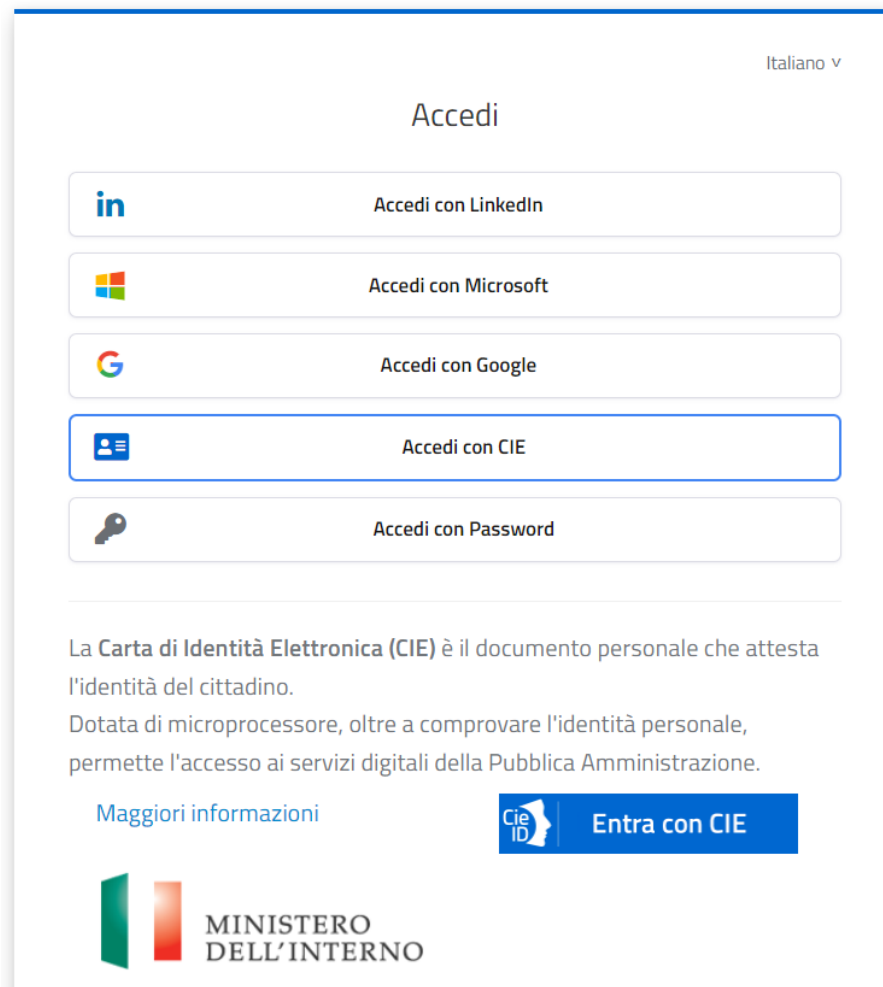 Italiano ˅
Accedi
in
Accedi con LinkedIn
Accedi con Microsoft
G
Accedi con Google
Accedi con CIE
Accedi con Password
La Carta di Identità Elettronica (CIE) è il documento personale che attesta
l'identità del cittadino.
Dotata di microprocessore, oltre a comprovare l'identità personale,
permette l'accesso ai servizi digitali della Pubblica Amministrazione.
Maggiori informazioni
Cie
ID
Entra con CIE
MINISTERO
DELL'INTERNO